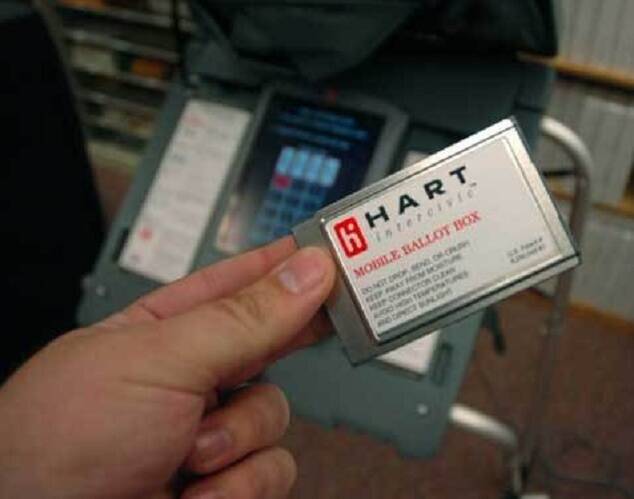 HART
intercivic
MOBILE BALLOT BOX
DO NOT DROP, BEND, OR CRUSH
KEEP AWAY FROM MOISTURE
KEEP CONNECTOR CLEAN
AVOID HIGH TEMPERATURES
AND DIRECT SUNLIGHT
U.S. Patent #